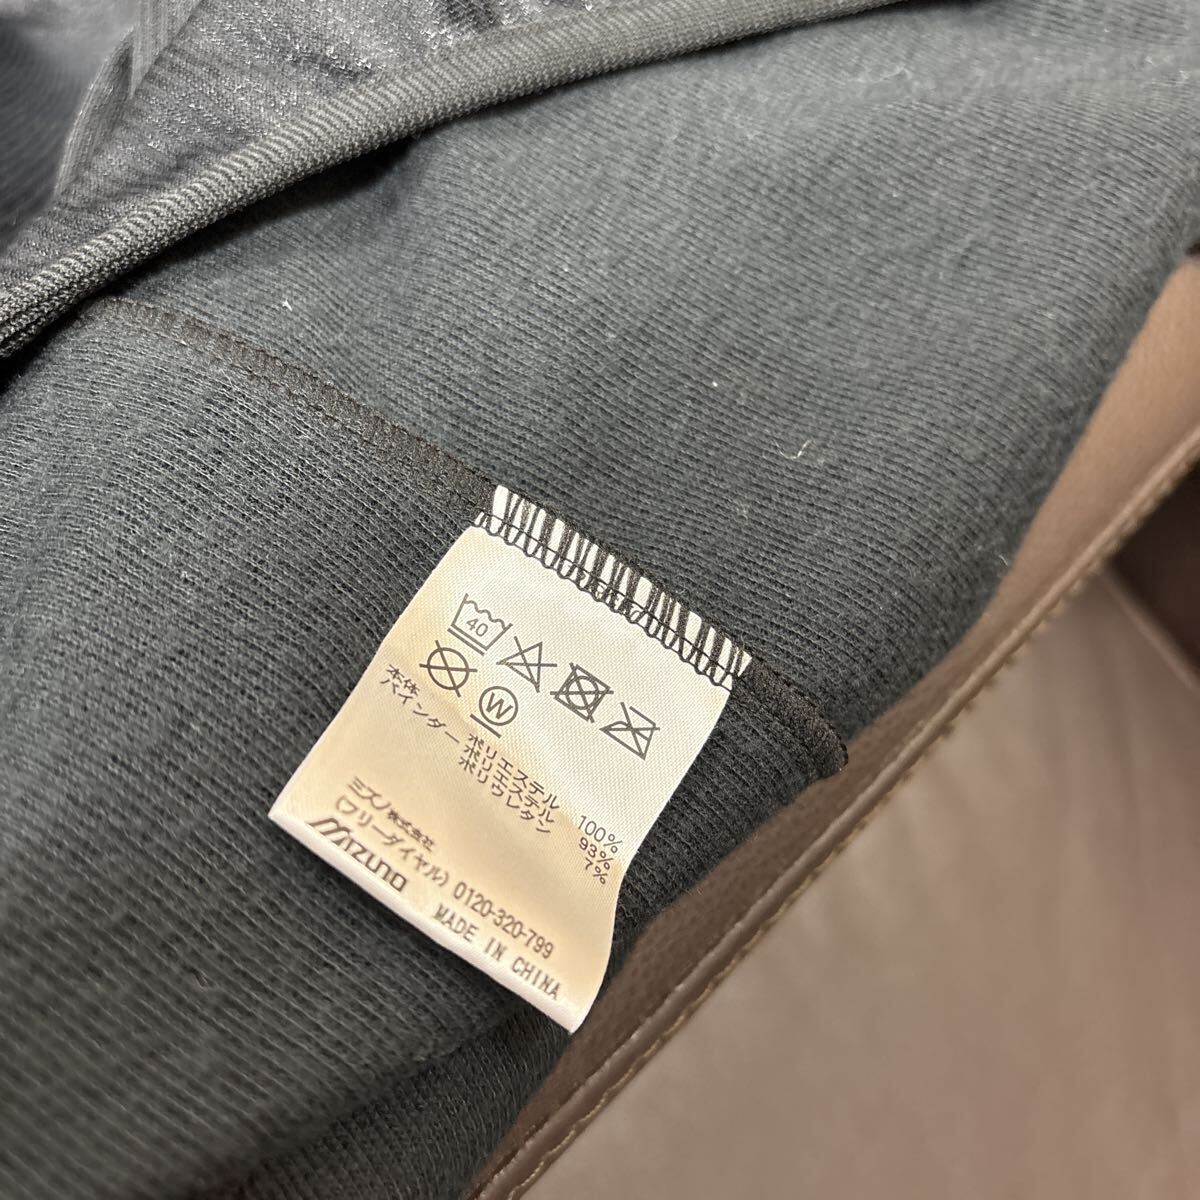 40
W
本体 ポリエステル 100%
バインダー ポリエステル 93%
ポリウレタン 7%
ミズノ株式会社
(フリーダイヤル) 0120-320-799
MIZUNO MADE IN CHINA